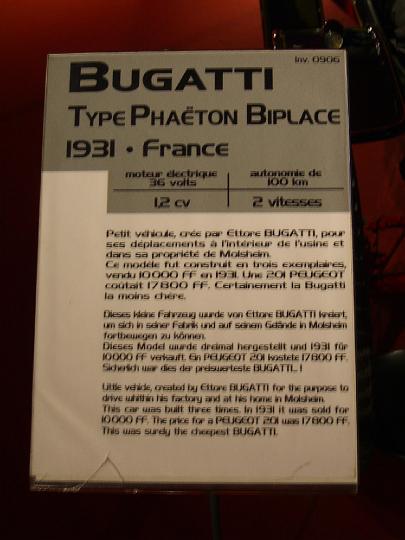 Inv. 0906
BUGATTI
TYPE PHAËTON BIPLACE
1931 • France
moteur électrique
36 volts
autonomie de
100 km
1,2 cv
2 vitesses
Petit véhicule, crée par Ettore BUGATTI, pour
ses déplacements à l'intérieur de l'usine et
dans sa propriété de Molsheim.
Ce modèle fut construit en trois exemplaires,
vendu 10000 FF en 1931. Une 201 PEUGEOT
coûtait 17800 FF. Certainement la Bugatti
la moins chère.
Dieses kleine Fahrzeug wurde von Ettore BUGATTI kreiert,
um sich in seiner Fabrik und auf seinem Gelände in Molsheim
fortbewegen zu können.
Dieses Model wurde dreimal hergestellt und 1931 für
10000 FF verkauft. Ein PEUGEOT 201 kostete 17800 FF.
Sicherlich war dies der preiswerteste BUGATTI... !
Little vehicle, created by Ettore BUGATTI for the purpose to
drive whithin his factory and at his home in Molsheim.
This car was built three times. In 1931 it was sold for
10000 FF. The price for a PEUGEOT 201 was 17800 FF.
This was surely the cheapest BUGATTI.